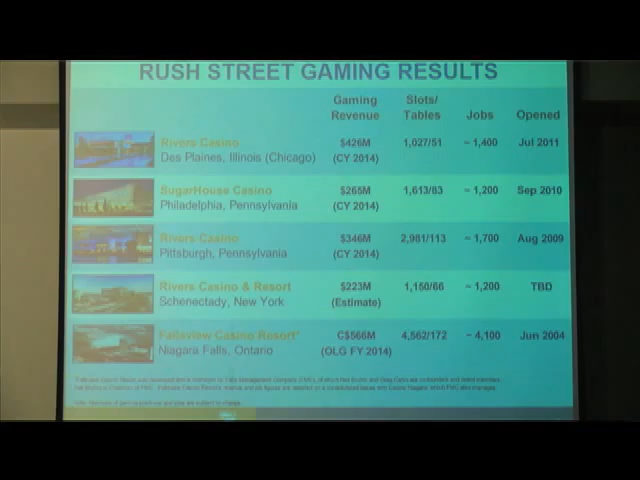 RUSH STREET GAMING RESULTS
Gaming Revenue Slots/ Tables Jobs Opened
Rivers Casino
Des Plaines, Illinois (Chicago)
$426M (CY 2014) 1,027/51 ~ 1,400 Jul 2011
SugarHouse Casino
Philadelphia, Pennsylvania
$265M (CY 2014) 1,613/83 ~ 1,200 Sep 2010
Rivers Casino
Pittsburgh, Pennsylvania
$346M (CY 2014) 2,981/113 ~ 1,700 Aug 2009
Rivers Casino & Resort
Schenectady, New York
$223M (Estimate) 1,150/66 ~ 1,200 TBD
Fallsview Casino Resort*
Niagara Falls, Ontario
C$566M (OLG FY 2014) 4,562/172 ~ 4,100 Jun 2004